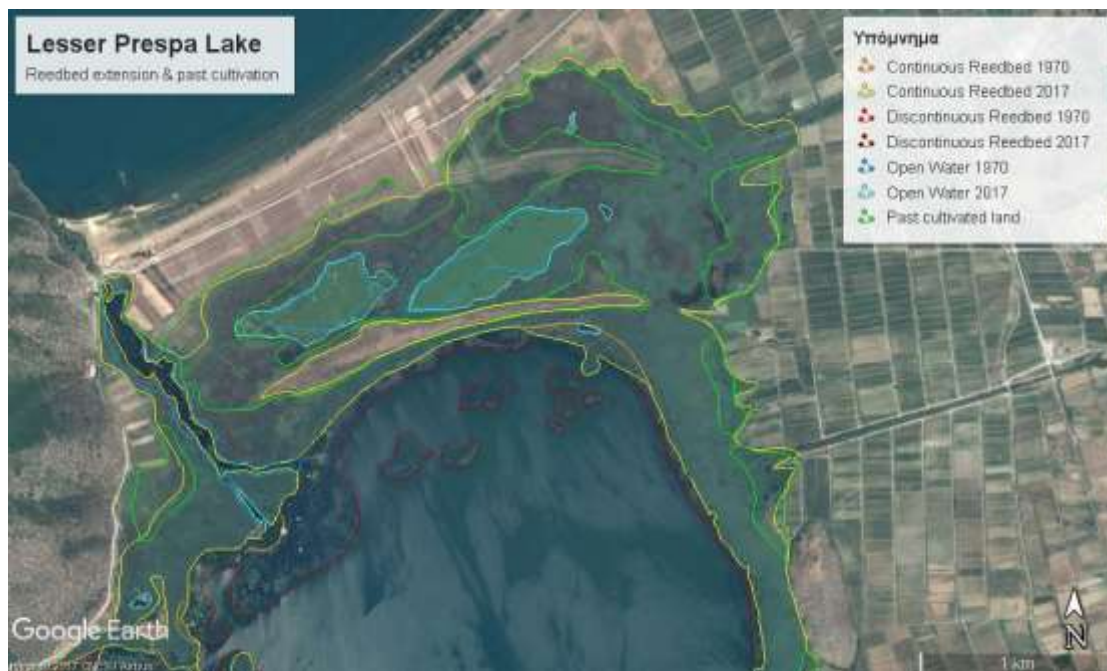 Lesser Prespa Lake
Reedbed extension & past cultivation
Υπόμνημα
Continuous Reedbed 1970
Continuous Reedbed 2017
Discontinuous Reedbed 1970
Discontinuous Reedbed 2017
Open Water 1970
Open Water 2017
Past cultivated land
Google Earth
N
1 km